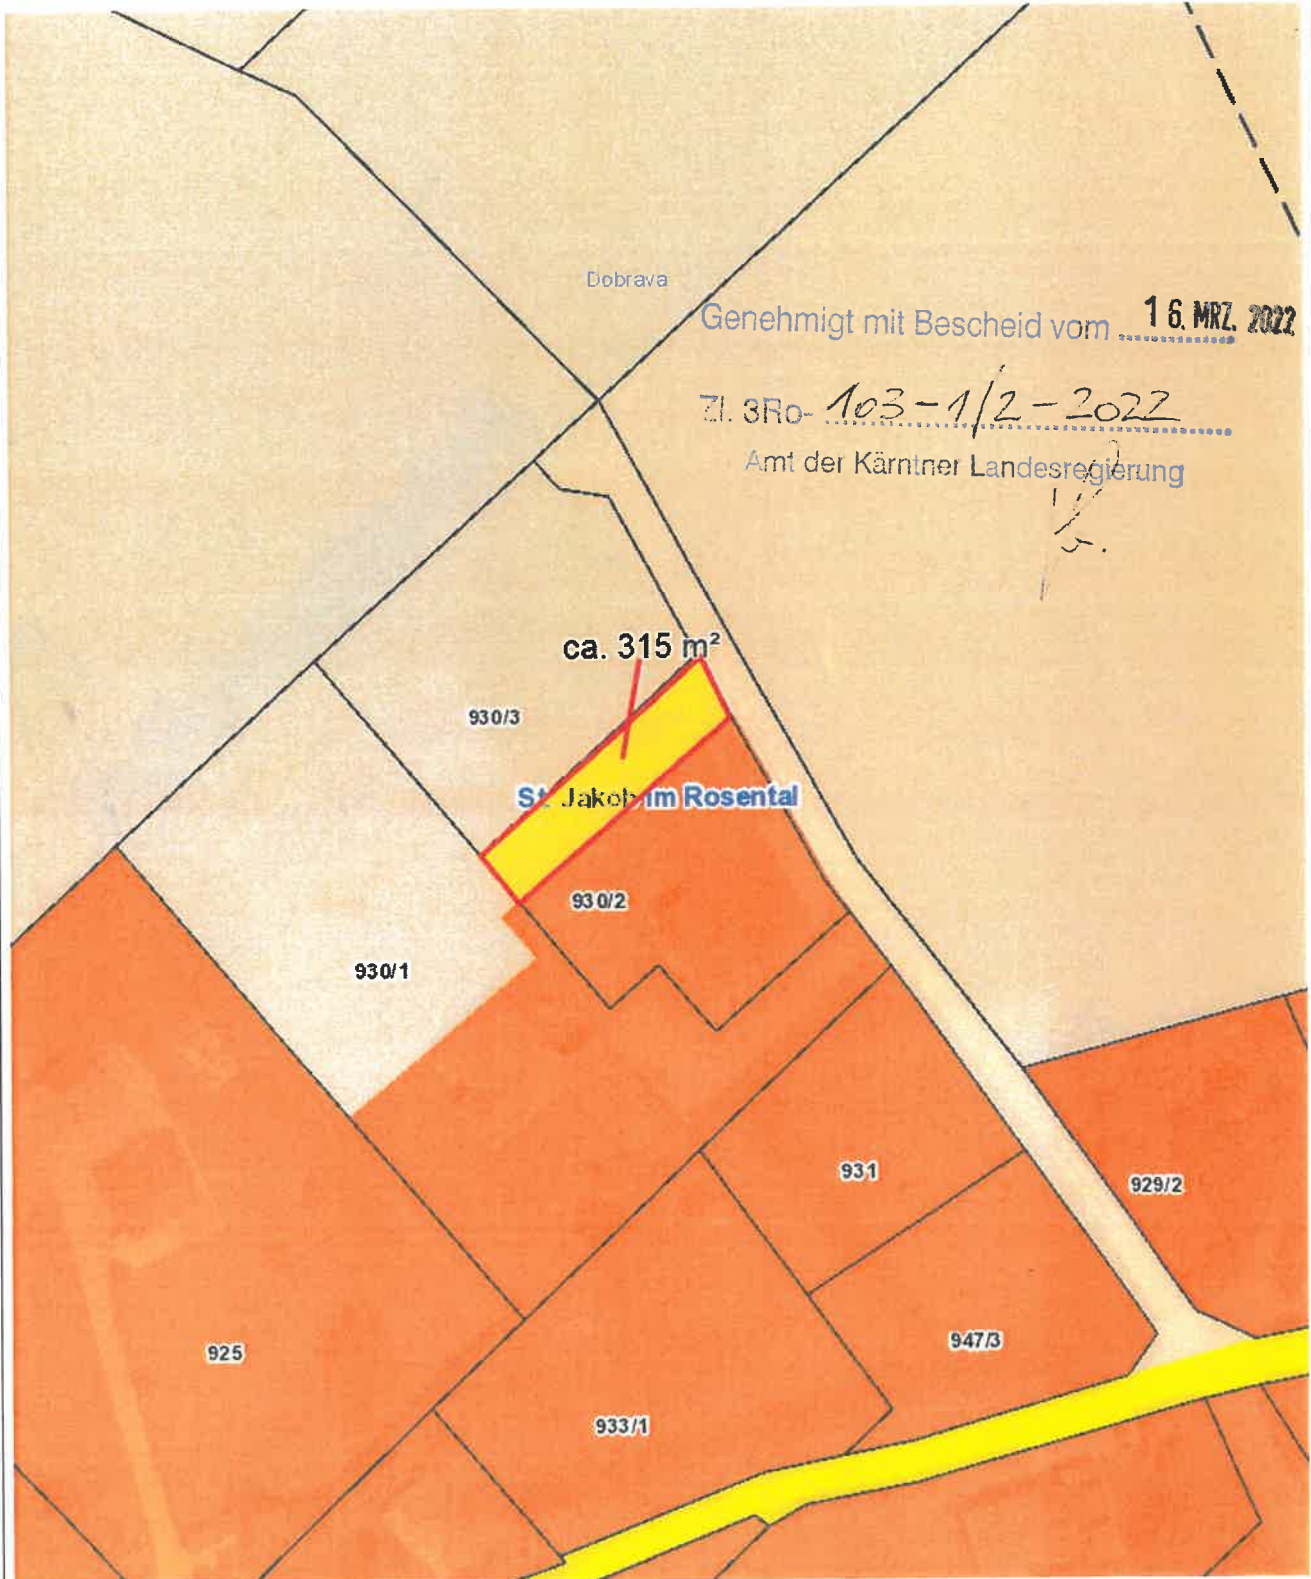 Dobrava
Genehmigt mit Bescheid vom 16. MRZ. 2022
Zl. 3Ro- 103-1/2-2022
Amt der Kärntner Landesregierung
ca. 315 m²
930/3
St. Jakob im Rosental
930/2
930/1
931
929/2
947/3
925
933/1